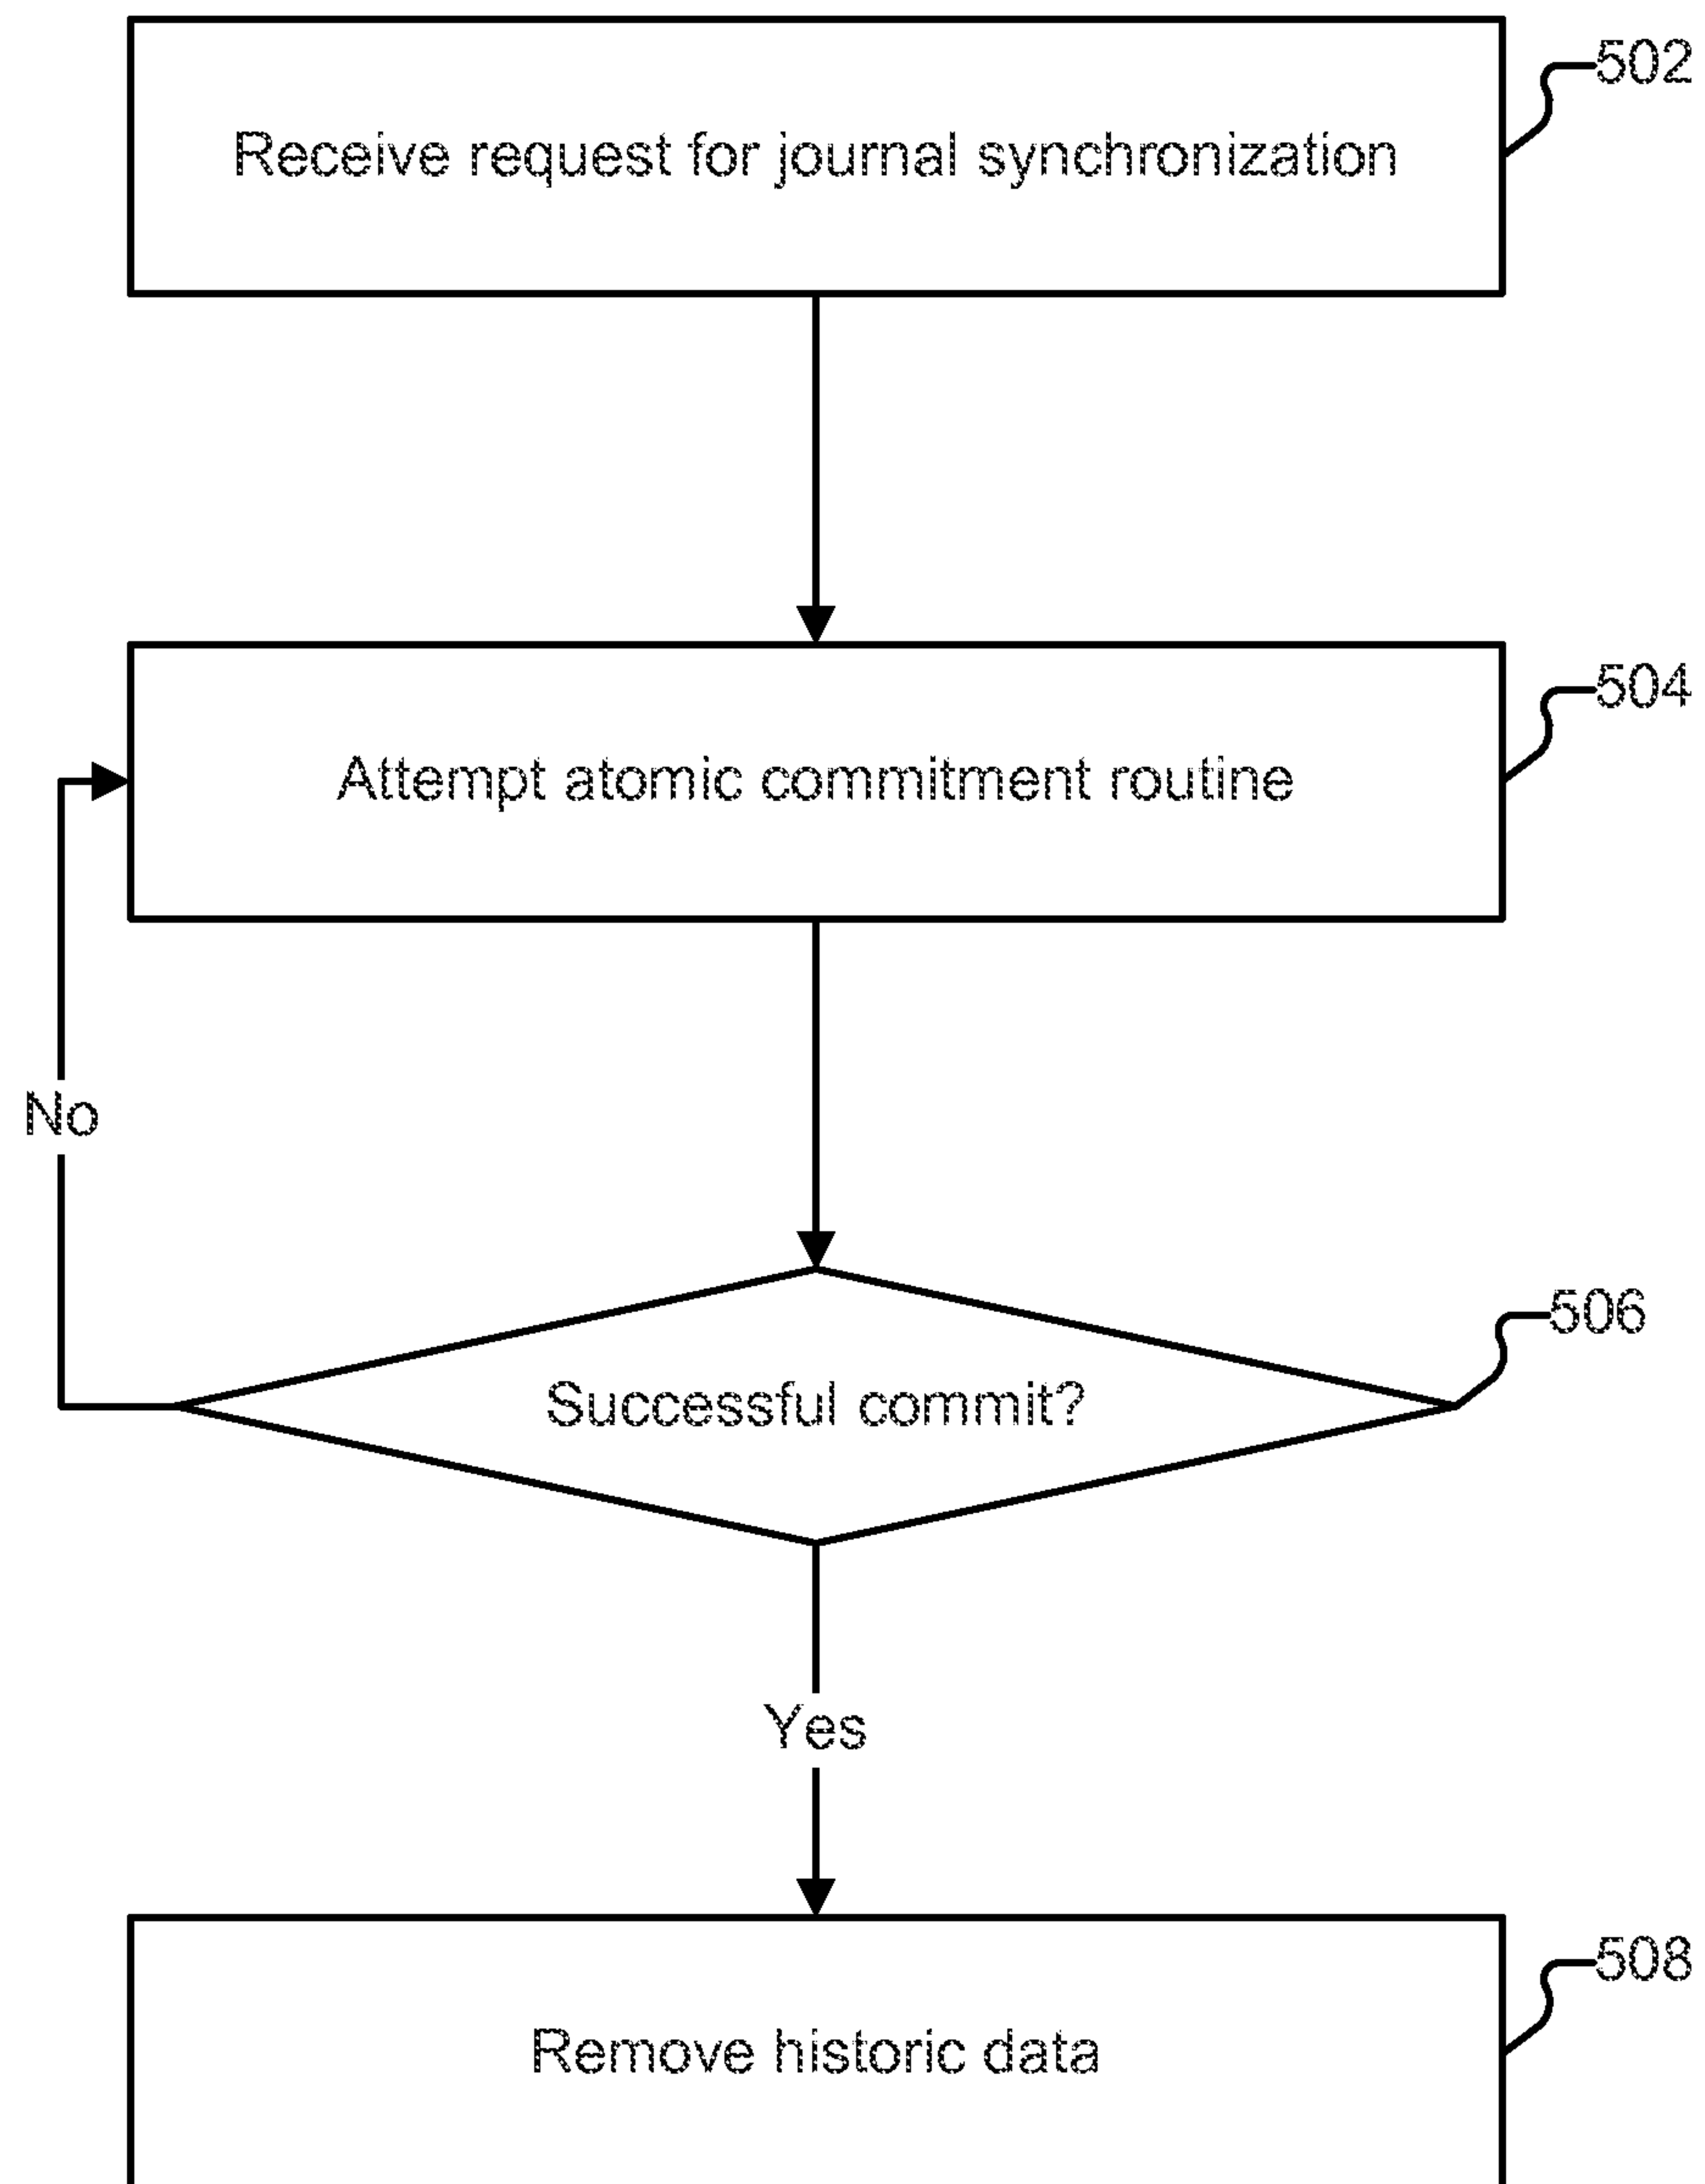 502
Receive request for journal synchronization
504
Attempt atomic commitment routine
No
506
Successful commit?
Yes
508
Remove historic data